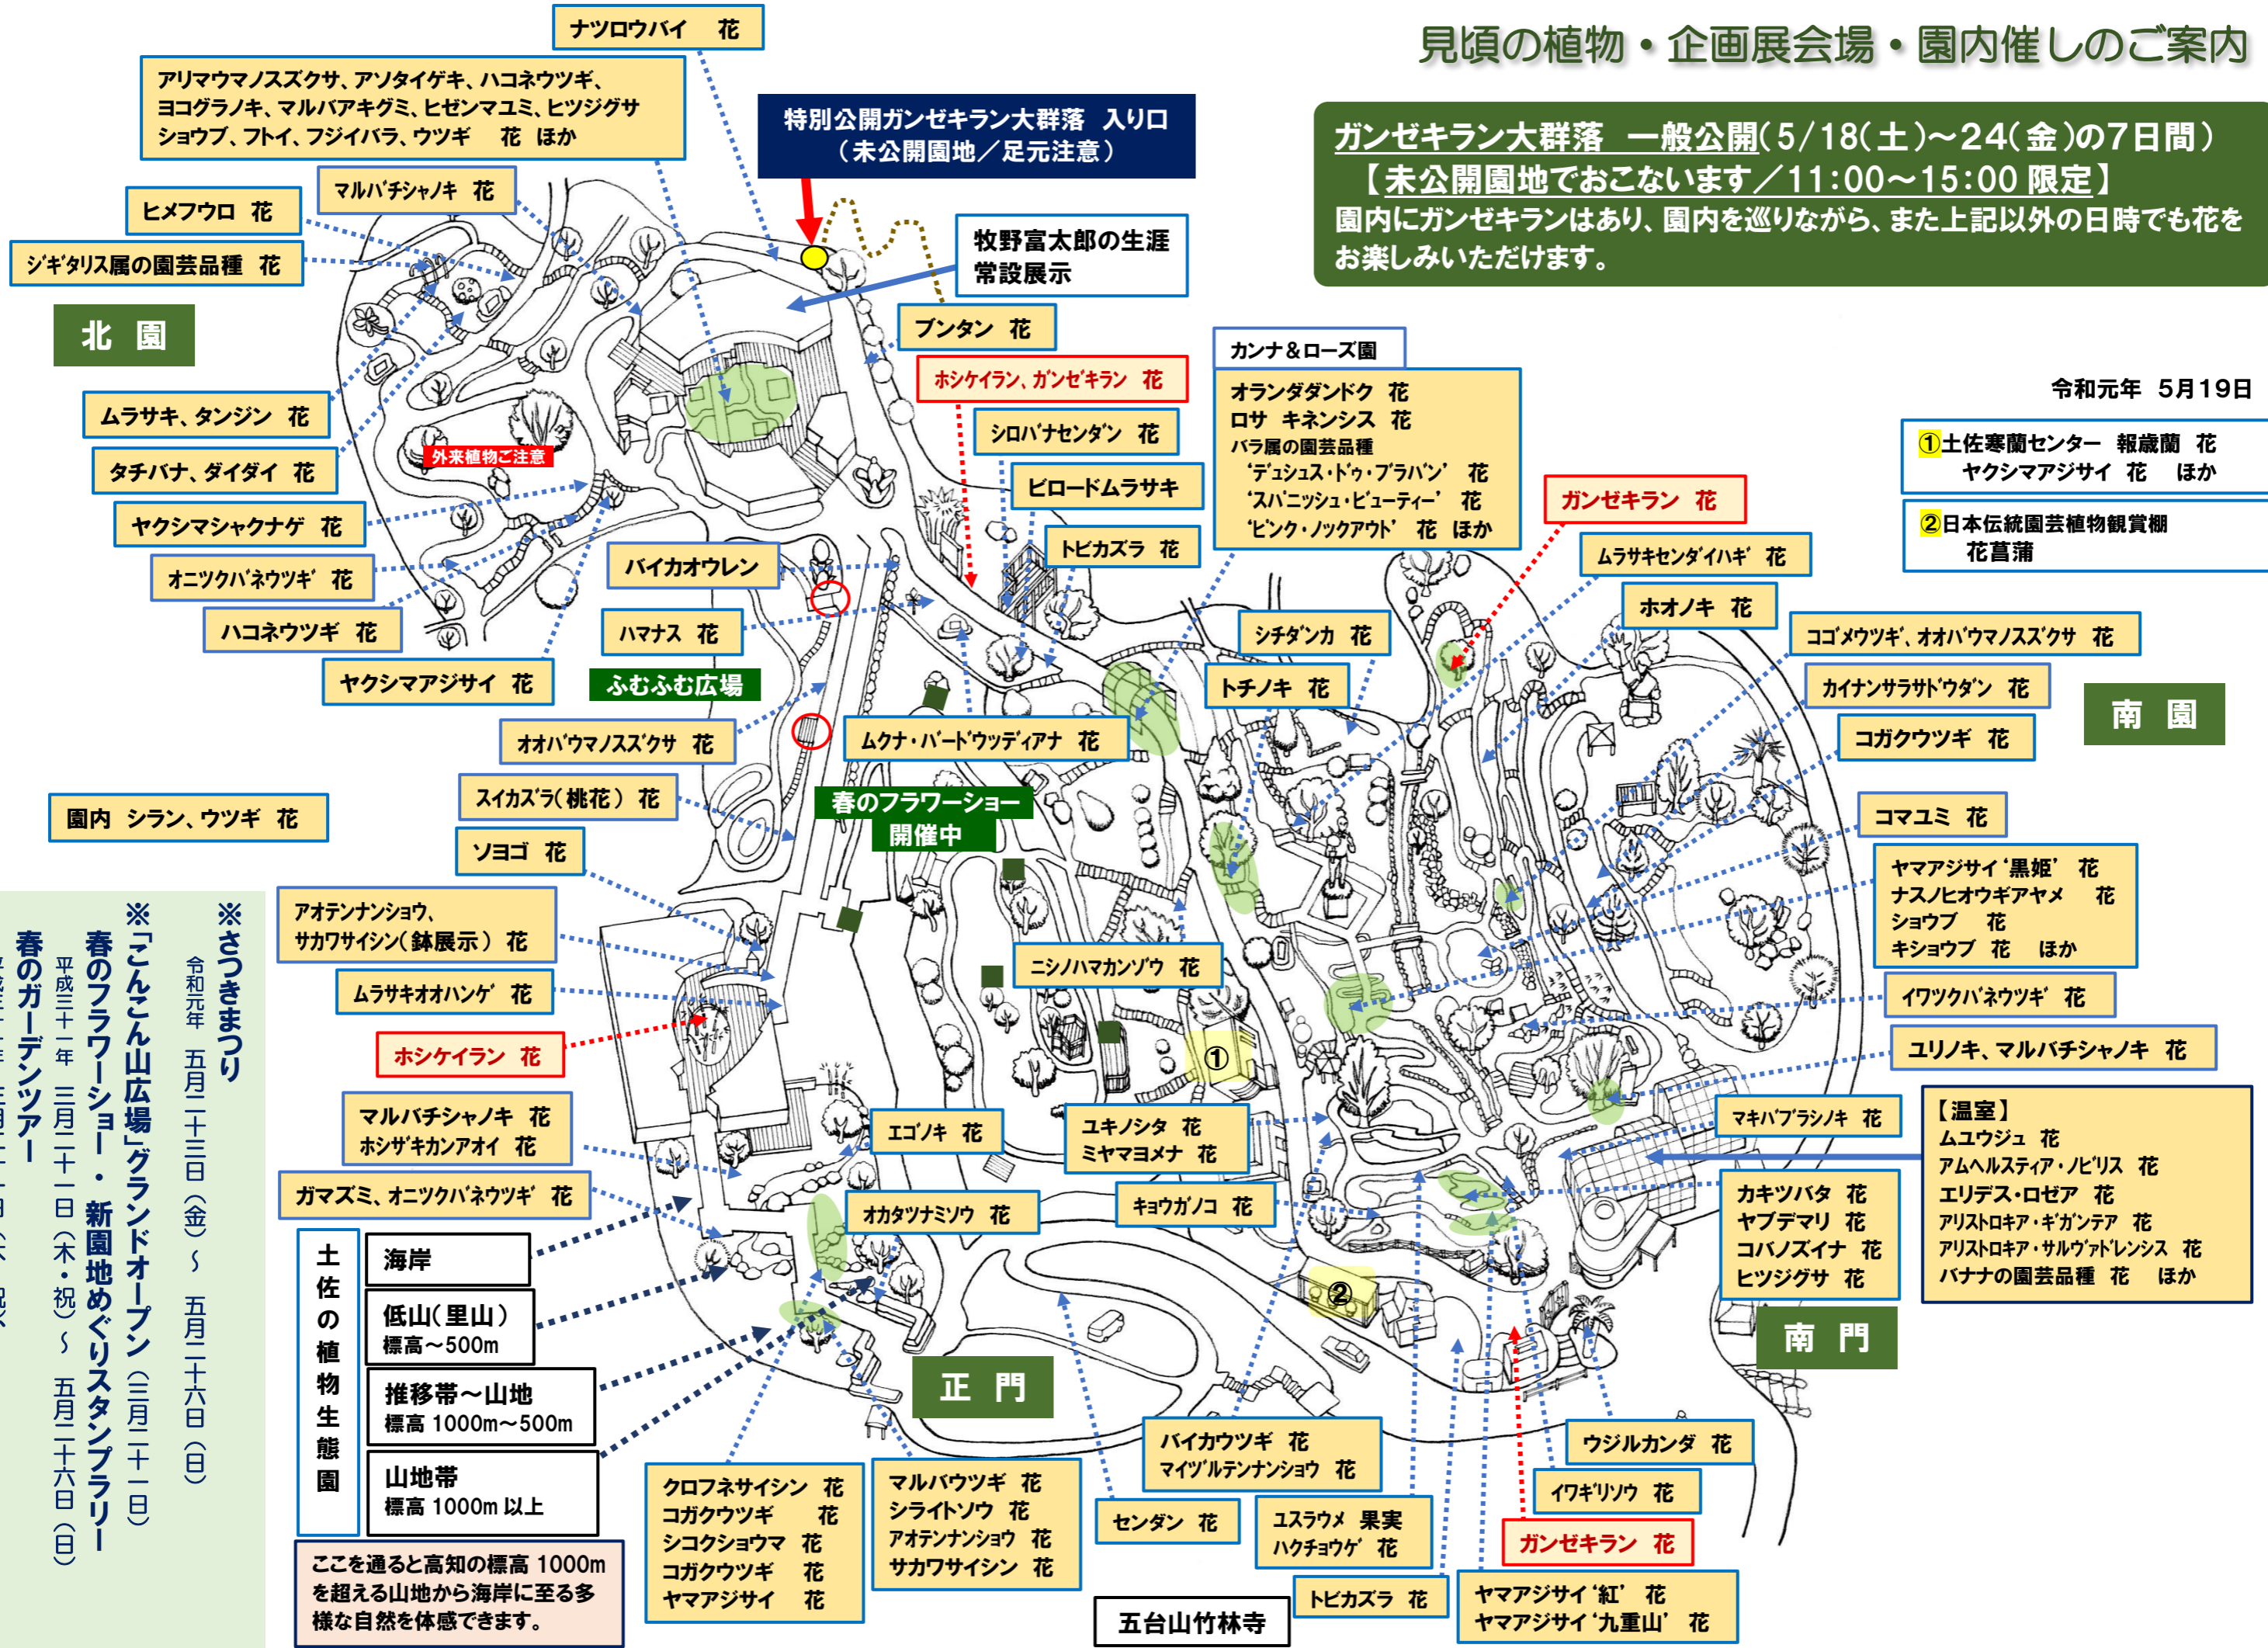 見頃の植物・企画展会場・園内催しのご案内
ガンゼキラン大群落 一般公開(5/18(土)~24(金)の7日間)
【未公開園地でおこないます/11:00~15:00 限定】
園内にガンゼキランはあり、園内を巡りながら、また上記以外の日時でも花を
お楽しみいただけます。
令和元年 5月19日
①土佐寒蘭センター 報歳蘭 花
ヤクシマアジサイ 花 ほか
②日本伝統園芸植物観賞棚
花菖蒲
ナツロウバイ 花
アリマウマノスズクサ、アソタイゲキ、ハコネウツギ、
ヨコグラノキ、マルバアキグミ、ヒゼンマユミ、ヒツジグサ
ショウブ、フトイ、フジイバラ、ウツギ 花 ほか
特別公開ガンゼキラン大群落 入り口
(未公開園地/足元注意)
マルバチシャノキ 花
ヒメフウロ 花
ジギタリス属の園芸品種 花
北 園
牧野富太郎の生涯
常設展示
ブンタン 花
ホシケイラン、ガンゼキラン 花
シロバナセンダン 花
ビロードムラサキ
トビカズラ 花
カンナ&ローズ園
オランダダンドク 花
ロサ キネンシス 花
バラ属の園芸品種
‘デュシュス・ドゥ・ブラバン’ 花
‘スパニッシュ・ビューティー’ 花
‘ピンク・ノックアウト’ 花 ほか
ガンゼキラン 花
ムラサキセンダイハギ 花
ホオノキ 花
ココメウツギ、オオバウマノスズクサ 花
カイナンサラサドウダン 花
コガクウツギ 花
南 園
ムラサキ、タンジン 花
外来植物ご注意
タチバナ、ダイダイ 花
ヤクシマシャクナゲ 花
オニツクバネウツギ 花
ハコネウツギ 花
ヤクシマアジサイ 花
バイカオウレン
ハマナス 花
ふむふむ広場
オオバウマノスズクサ 花
ムクナ・バードウッディアナ 花
シチダンカ 花
トチノキ 花
スイカズラ(桃花) 花
春のフラワーショー
開催中
園内 シラン、ウツギ 花
ソヨゴ 花
アオテンナンショウ、
サカワサイシン(鉢展示) 花
ムラサキオオハンゲ 花
ホシケイラン 花
ニシノハマカンゾウ 花
①
コマユミ 花
ヤマアジサイ‘黒姫’ 花
ナスノヒオウギアヤメ 花
ショウブ 花
キショウブ 花 ほか
イワツクバネウツギ 花
ユリノキ、マルバチシャノキ 花
マルバチシャノキ 花
ホシザキカンアオイ 花
ガマズミ、オニツクバネウツギ 花
エゴノキ 花
オカタツナミソウ 花
ユキノシタ 花
ミヤマヨメナ 花
キョウガノコ 花
マキバブラシノキ 花
【温室】
ムユウジュ 花
アムヘルスティア・ノビリス 花
エリデス・ロゼア 花
アリストロキア・ギガンテア 花
アリストロキア・サルヴァドレンシス 花
バナナの園芸品種 花 ほか
カキツバタ 花
ヤブデマリ 花
コバノズイナ 花
ヒツジグサ 花
②
南 門
正 門
土佐の植物生態園
海岸
低山(里山)
標高~500m
推移帯~山地
標高 1000m~500m
山地帯
標高 1000m 以上
ここを通ると高知の標高 1000m
を超える山地から海岸に至る多
様な自然を体感できます。
クロフネサイシン 花
コガクウツギ 花
シコクショウマ 花
コガクウツギ 花
ヤマアジサイ 花
マルバウツギ 花
シライトソウ 花
アオテンナンショウ 花
サカワサイシン 花
センダン 花
バイカウツギ 花
マイヅルテンナンショウ 花
ユスラウメ 果実
ハクチョウゲ 花
トビカズラ 花
ウジルカンダ 花
イワギリソウ 花
ガンゼキラン 花
ヤマアジサイ‘紅’ 花
ヤマアジサイ‘九重山’ 花
五台山竹林寺
※さつきまつり
令和元年 五月二十三日(金)~ 五月二十六日(日)
※「こんこん山広場」グランドオープン(三月二十一日)
春のフラワーショー ・ 新園地めぐりスタンプラリー
平成三十一年 三月二十一日(木・祝)~ 五月二十六日(日)
春のガーデンツアー